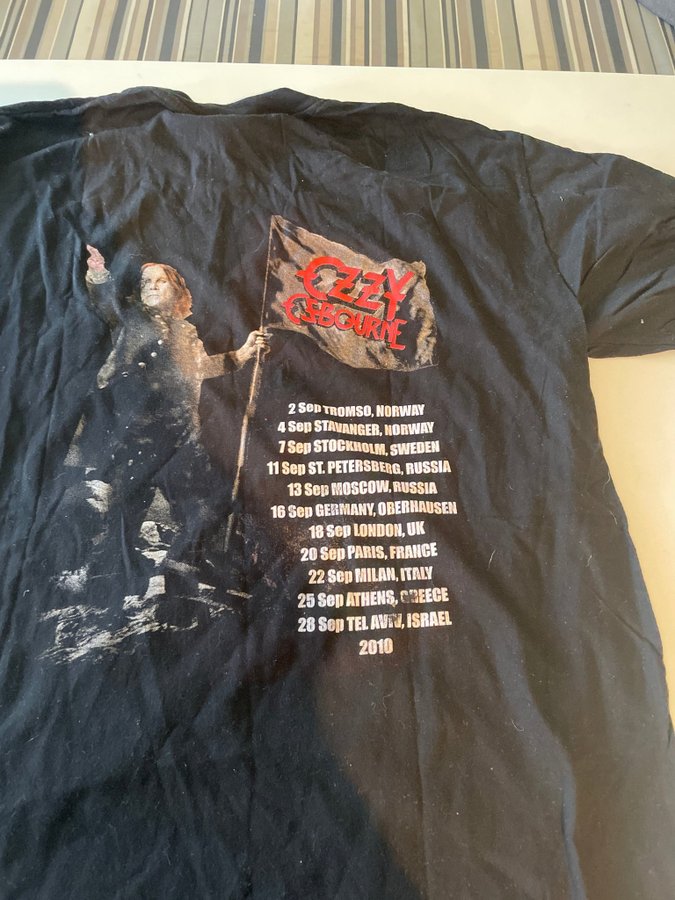 OZZY
OSBOURNE
2 Sep TROMSO, NORWAY
4 Sep STAVANGER, NORWAY
7 Sep STOCKHOLM, SWEDEN
11 Sep ST. PETERSBERG, RUSSIA
13 Sep MOSCOW, RUSSIA
16 Sep GERMANY, OBERHAUSEN
18 Sep LONDON, UK
20 Sep PARIS, FRANCE
22 Sep MILAN, ITALY
25 Sep ATHENS, GREECE
28 Sep TEL AVIV, ISRAEL
2010